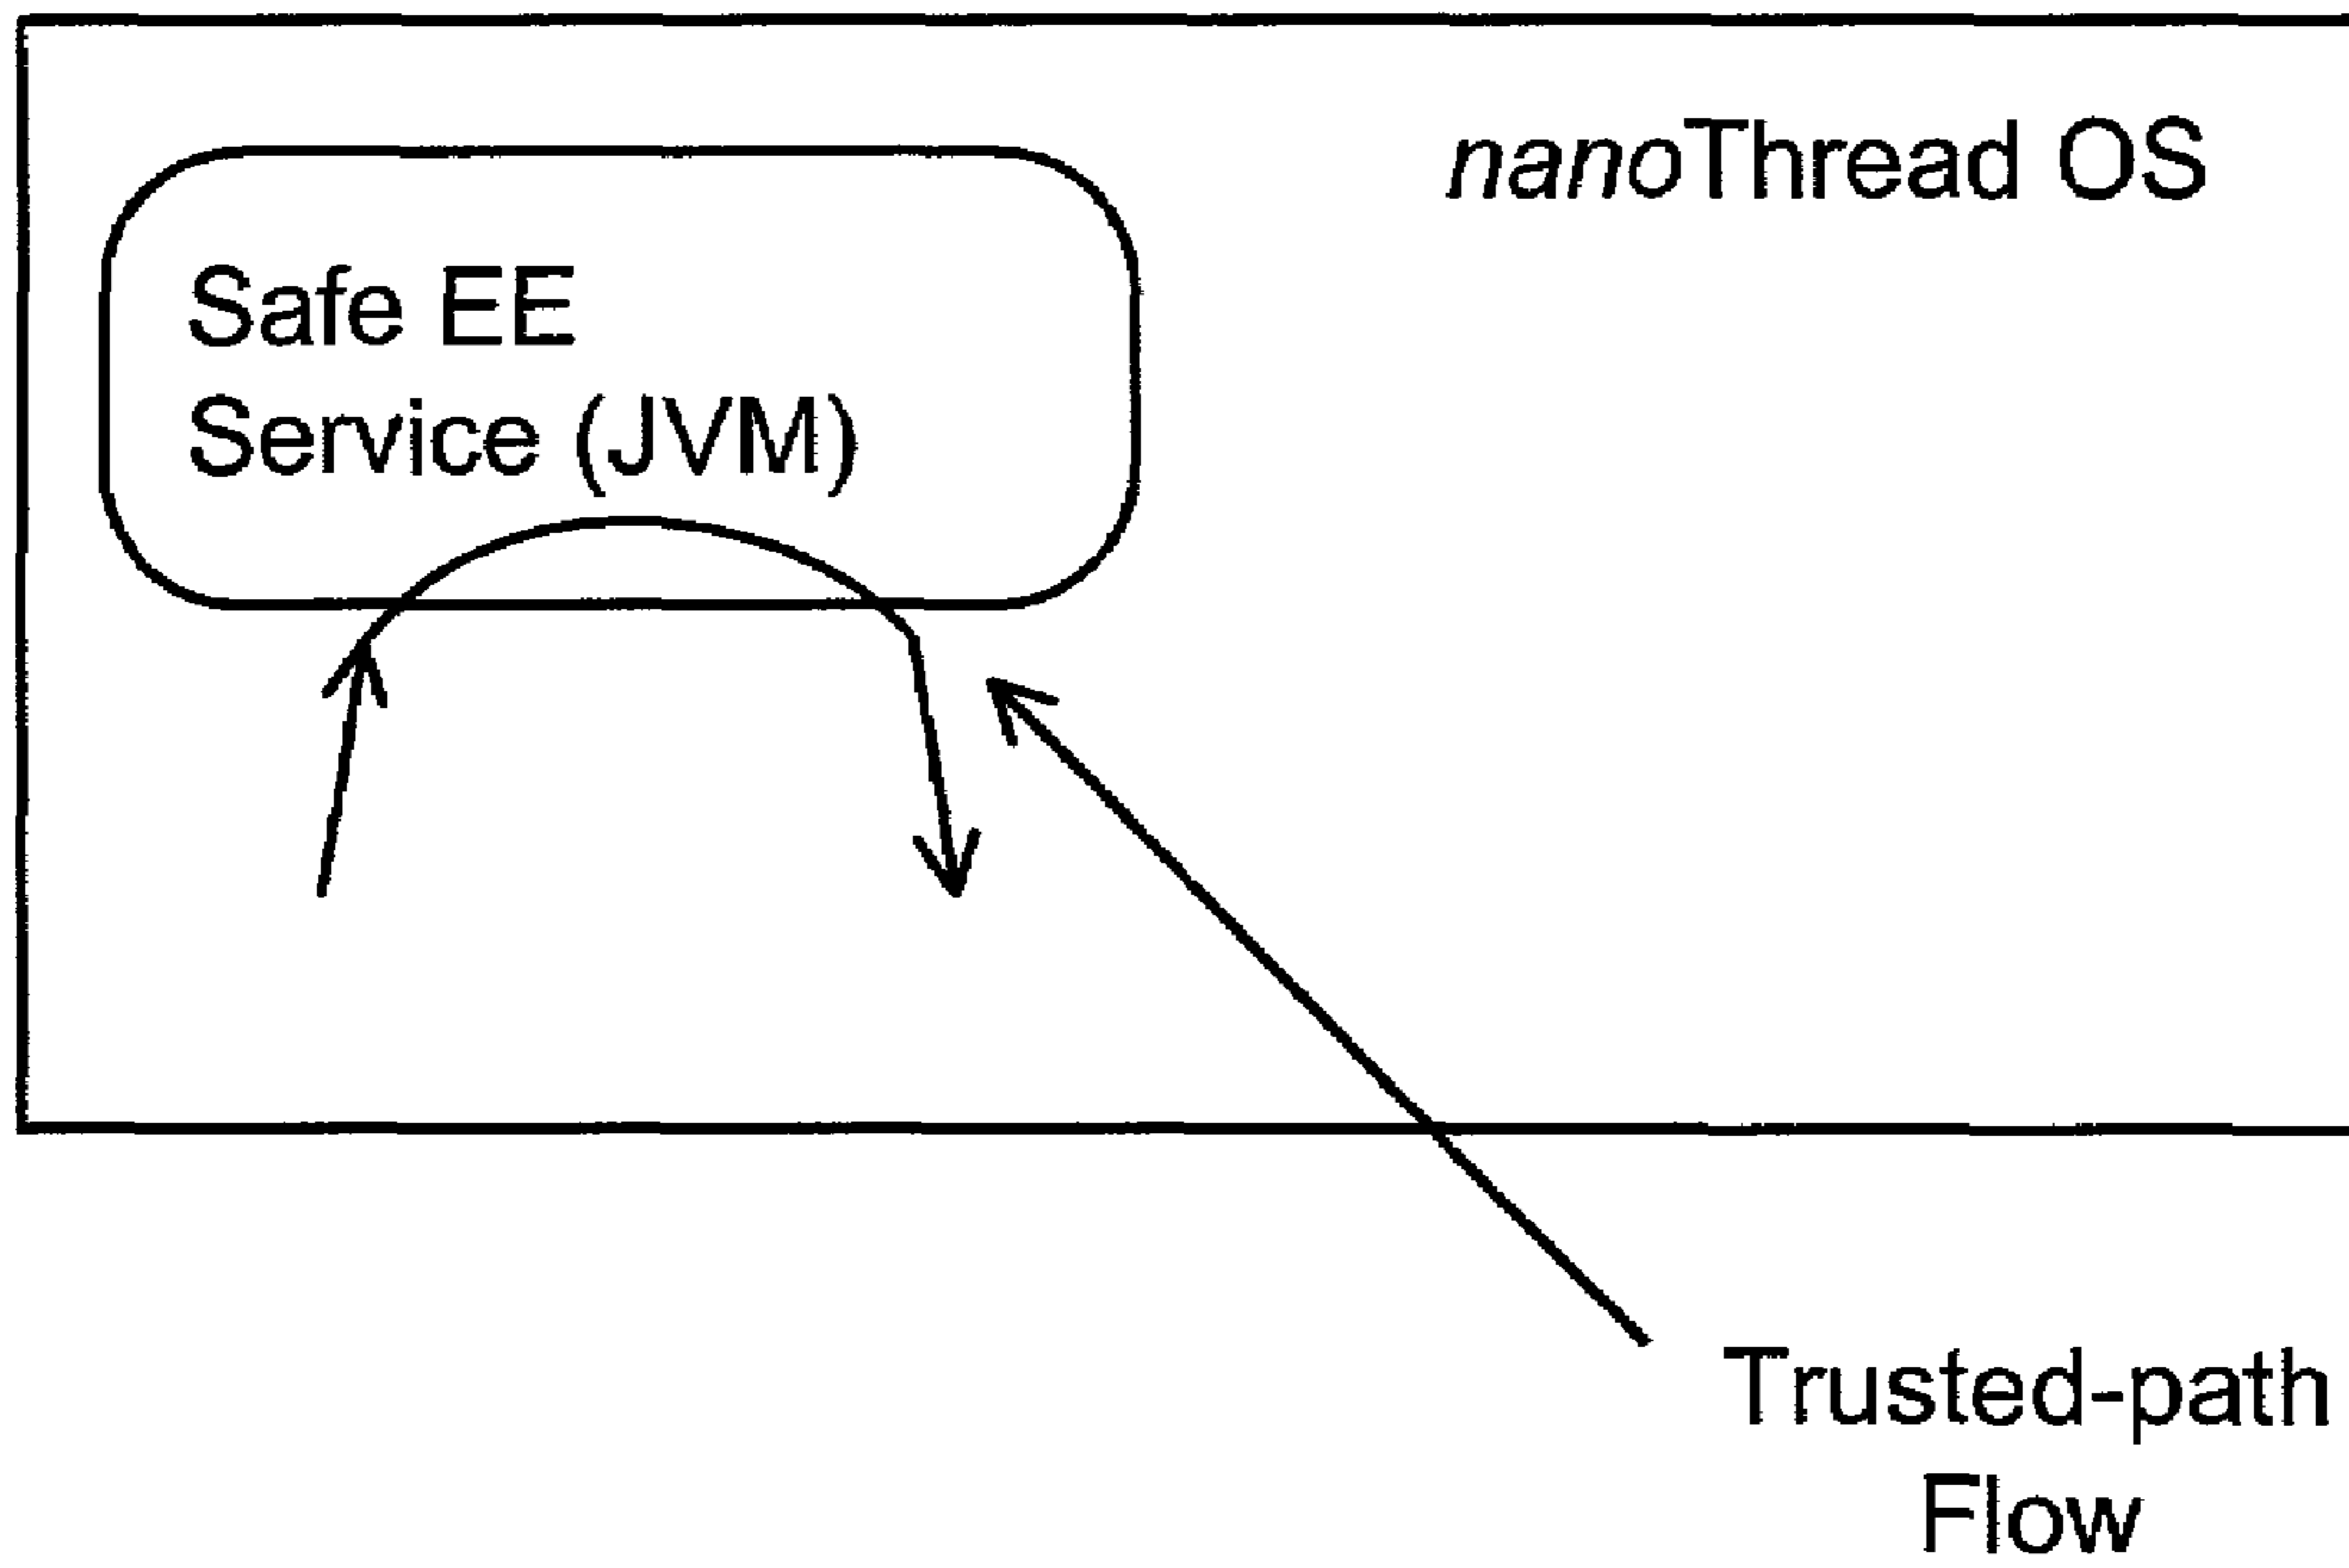 nanoThread OS
Safe EE
Service (JVM)
Trusted-path
Flow